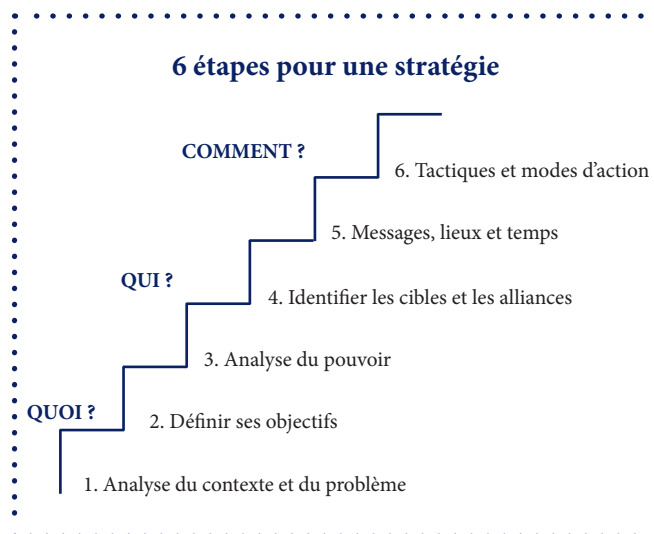 6 étapes pour une stratégie
COMMENT ?
6. Tactiques et modes d'action
5. Messages, lieux et temps
QUI ?
4. Identifier les cibles et les alliances
3. Analyse du pouvoir
QUOI ?
2. Définir ses objectifs
1. Analyse du contexte et du problème